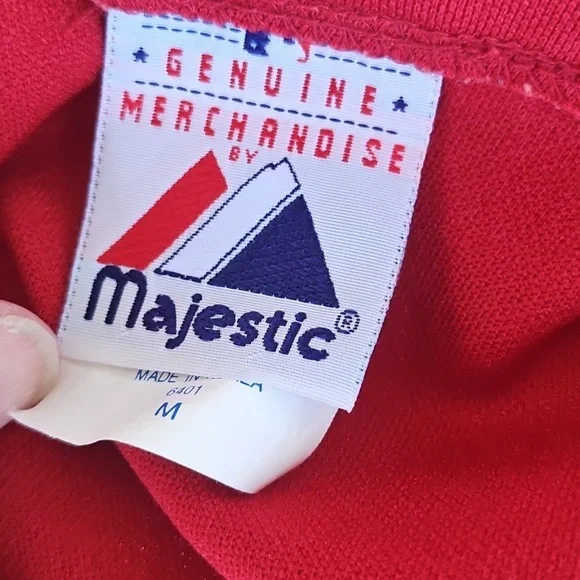 GENUINE
MERCHANDISE
BY
Majestic®
MADE IN
6401
M